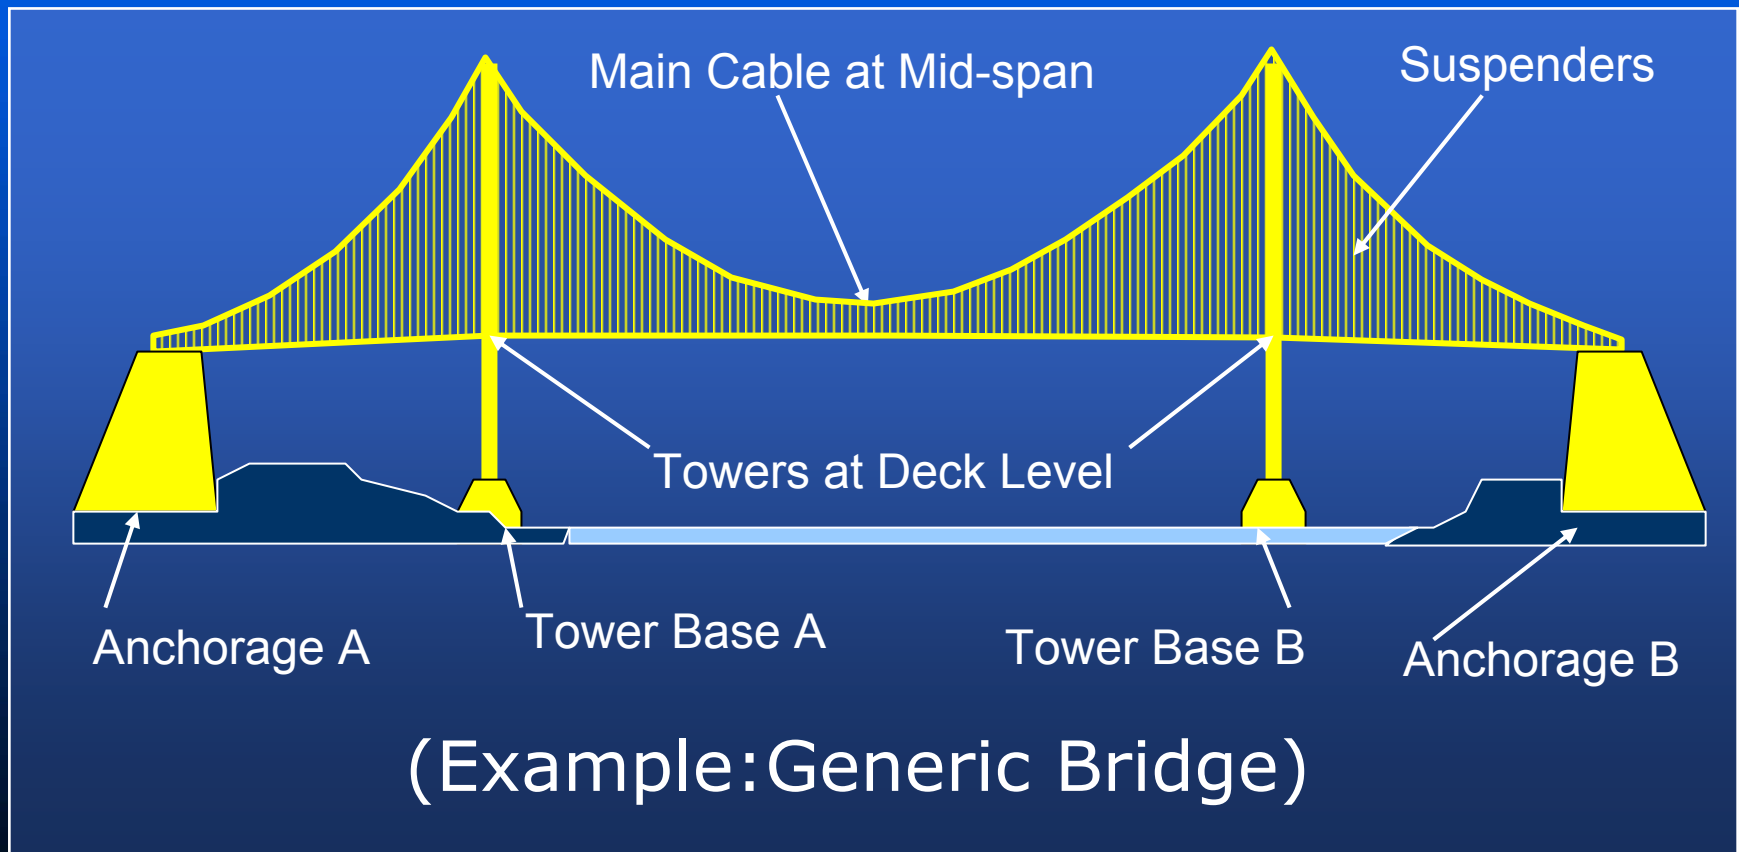 Main Cable at Mid-span
Suspenders
Towers at Deck Level
Anchorage A
Tower Base A
Tower Base B
Anchorage B
(Example:Generic Bridge)